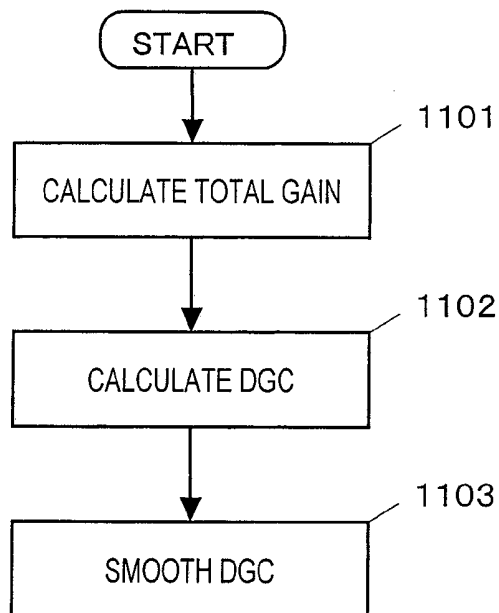 START
1101
CALCULATE TOTAL GAIN
1102
CALCULATE DGC
1103
SMOOTH DGC